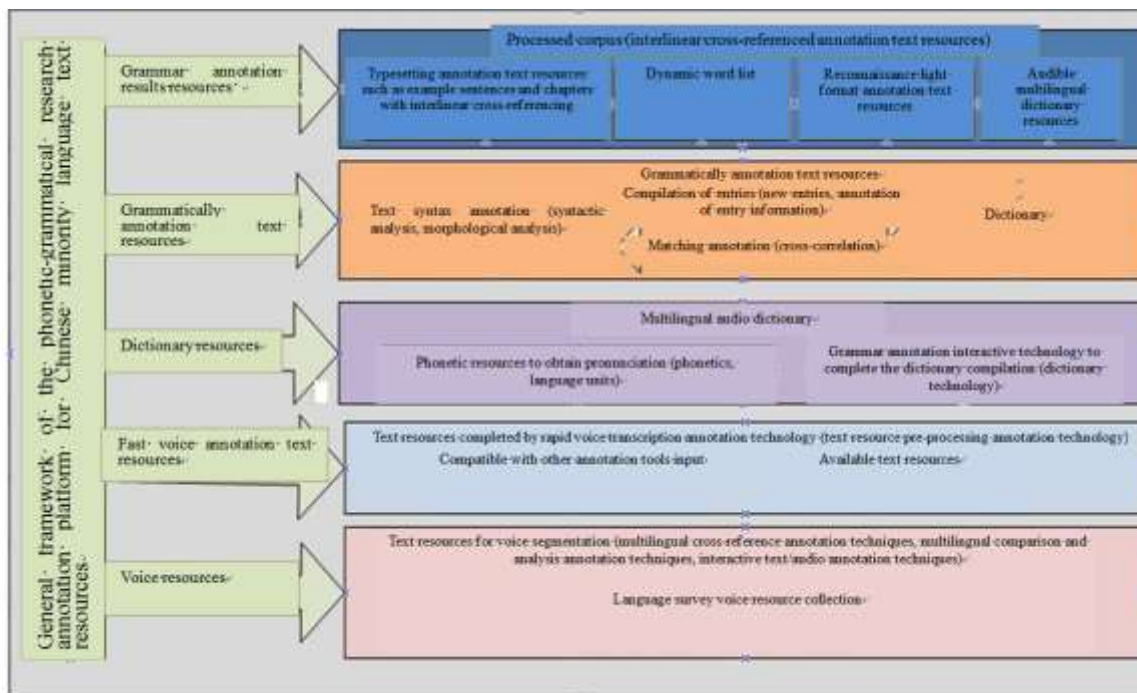 General framework of the phonetic-grammatical research
annotation platform for Chinese minority language text
resources
Grammar annotation
results resources
Processed corpus (interlinear cross-referenced annotation text resources)
Typesetting annotation text resources
such as example sentences and chapters
with interlinear cross-referencing
Dynamic word list
Reconnaissance light
format annotation text
resources
Audible
multilingual
dictionary
resources
Grammatically
annotation text
resources
Text syntax annotation (syntactic
analysis, morphological analysis)
Grammatically annotation text resources
Compilation of entries (new entries, annotation
of entry information)
Matching annotation (cross-correlation)
Dictionary
Dictionary resources
Multilingual audio dictionary
Phonetic resources to obtain pronunciation (phonetics,
language units)
Grammar annotation interactive technology to
complete the dictionary compilation (dictionary
technology)
Fast voice annotation text
resources
Text resources completed by rapid voice transcription annotation technology (text resource pre-processing annotation technology)
Compatible with other annotation tools input
Available text resources
Voice resources
Text resources for voice segmentation (multilingual cross-reference annotation techniques, multilingual comparison and
analysis annotation techniques, interactive text/audio annotation techniques)
Language survey voice resource collection